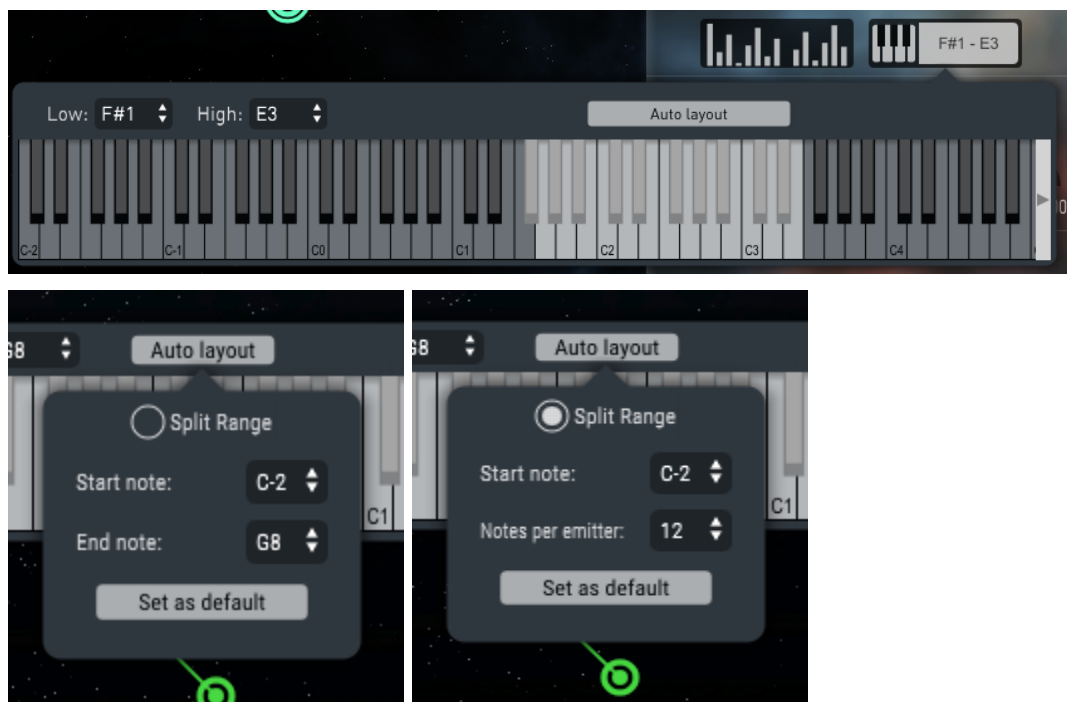 F#1 - E3
Low: F#1 High: E3 Auto layout
C-2 C-1 C0 C1 C2 C3 C4
G8 Auto layout
Split Range
Start note: C-2
C1
End note: G8
Set as default
G8 Auto layout
Split Range
Start note: C-2
C1
Notes per emitter: 12
Set as default